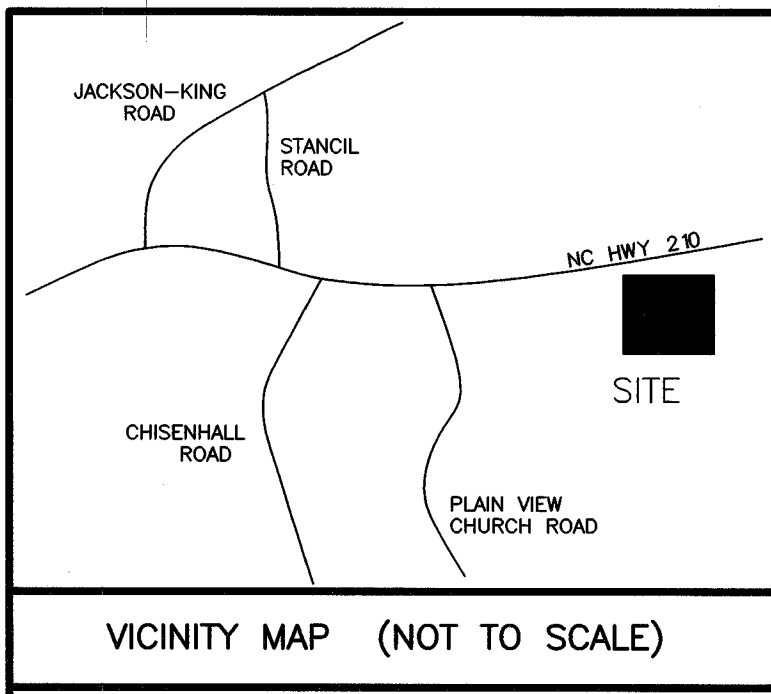 JACKSON-KING
ROAD
STANCIL
ROAD
NC HWY 210
SITE
CHISENHALL
ROAD
PLAIN VIEW
CHURCH ROAD
VICINITY MAP (NOT TO SCALE)